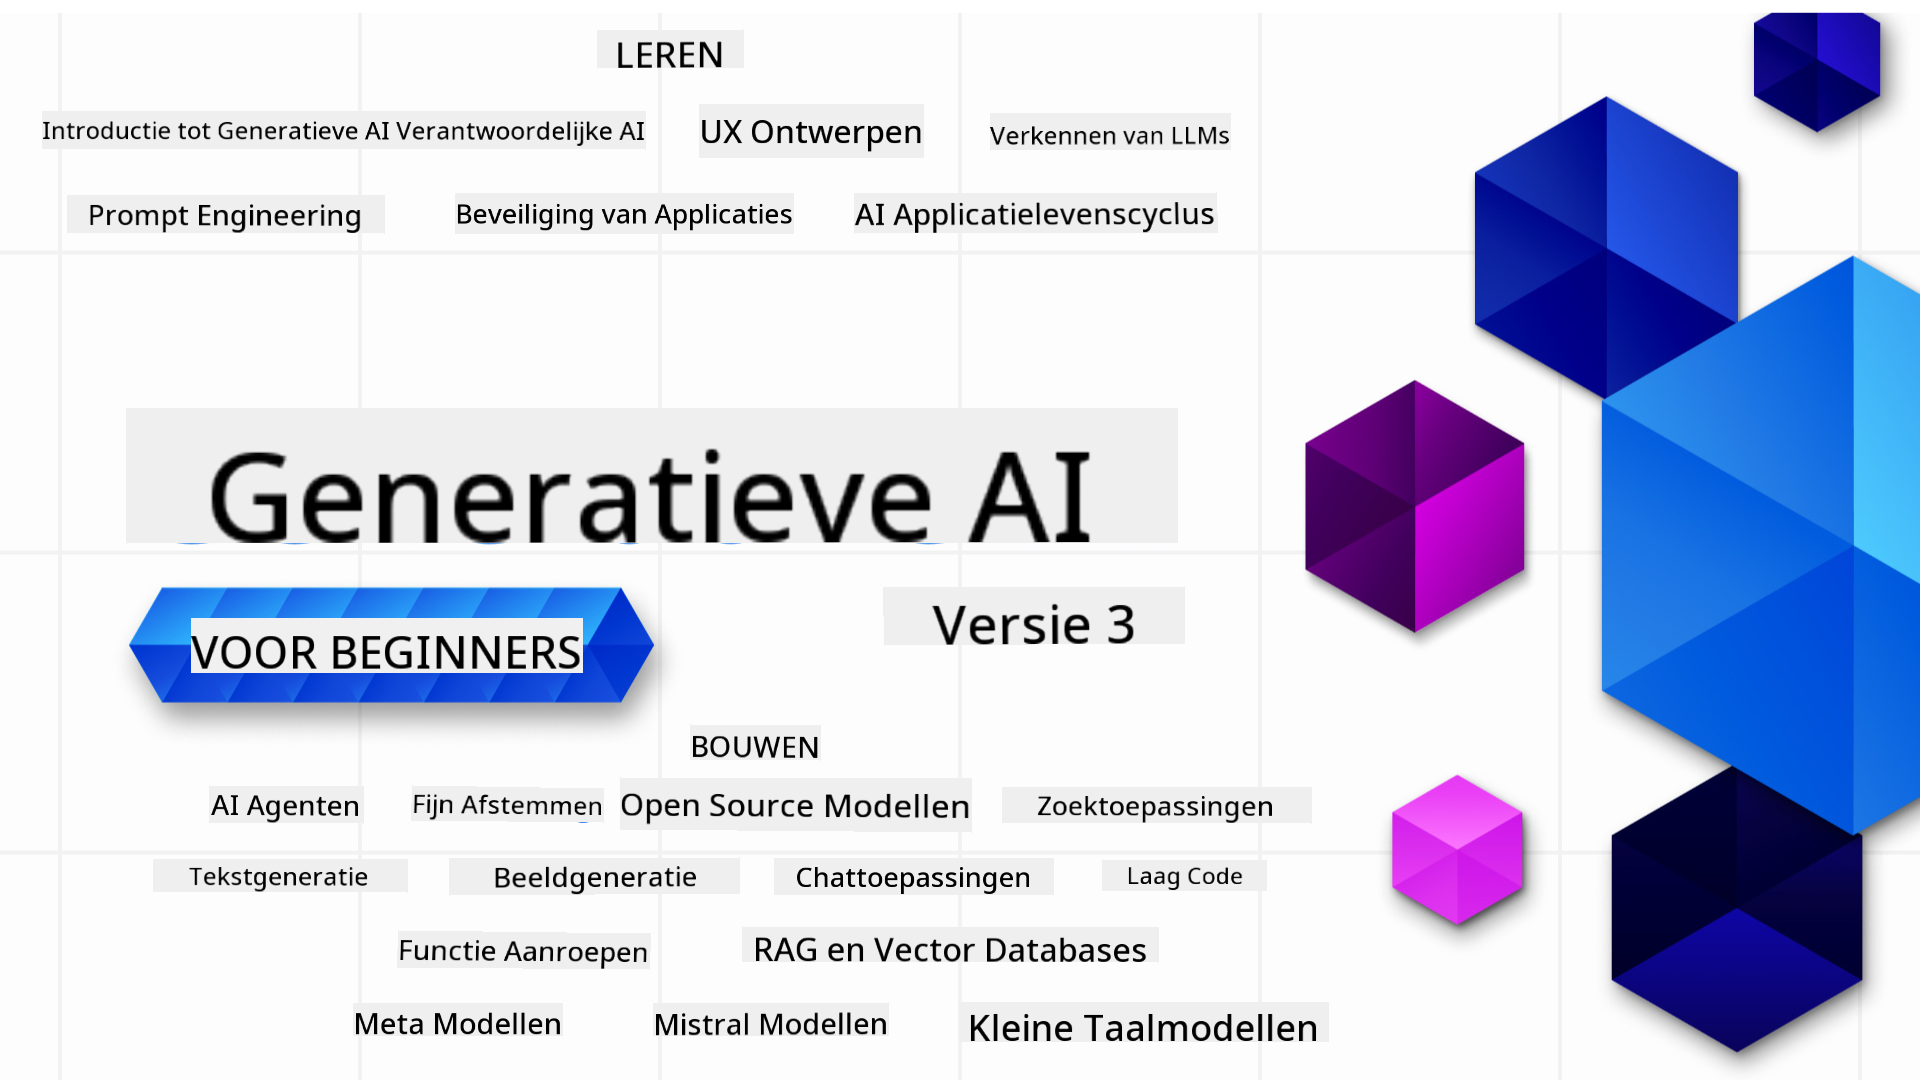 LEREN
Introductie tot Generatieve AI Verantwoordelijke AI
UX Ontwerpen
Verkennen van LLMs
Prompt Engineering
Beveiliging van Applicaties
AI Applicatielevenscyclus
Generatieve AI
VOOR BEGINNERS
Versie 3
BOUWEN
AI Agenten
Fijn Afstemmen
Open Source Modellen
Zoektoepassingen
Tekstgeneratie
Beeldgeneratie
Chattoepassingen
Laag Code
Functie Aanroepen
RAG en Vector Databases
Meta Modellen
Mistral Modellen
Kleine Taalmodellen